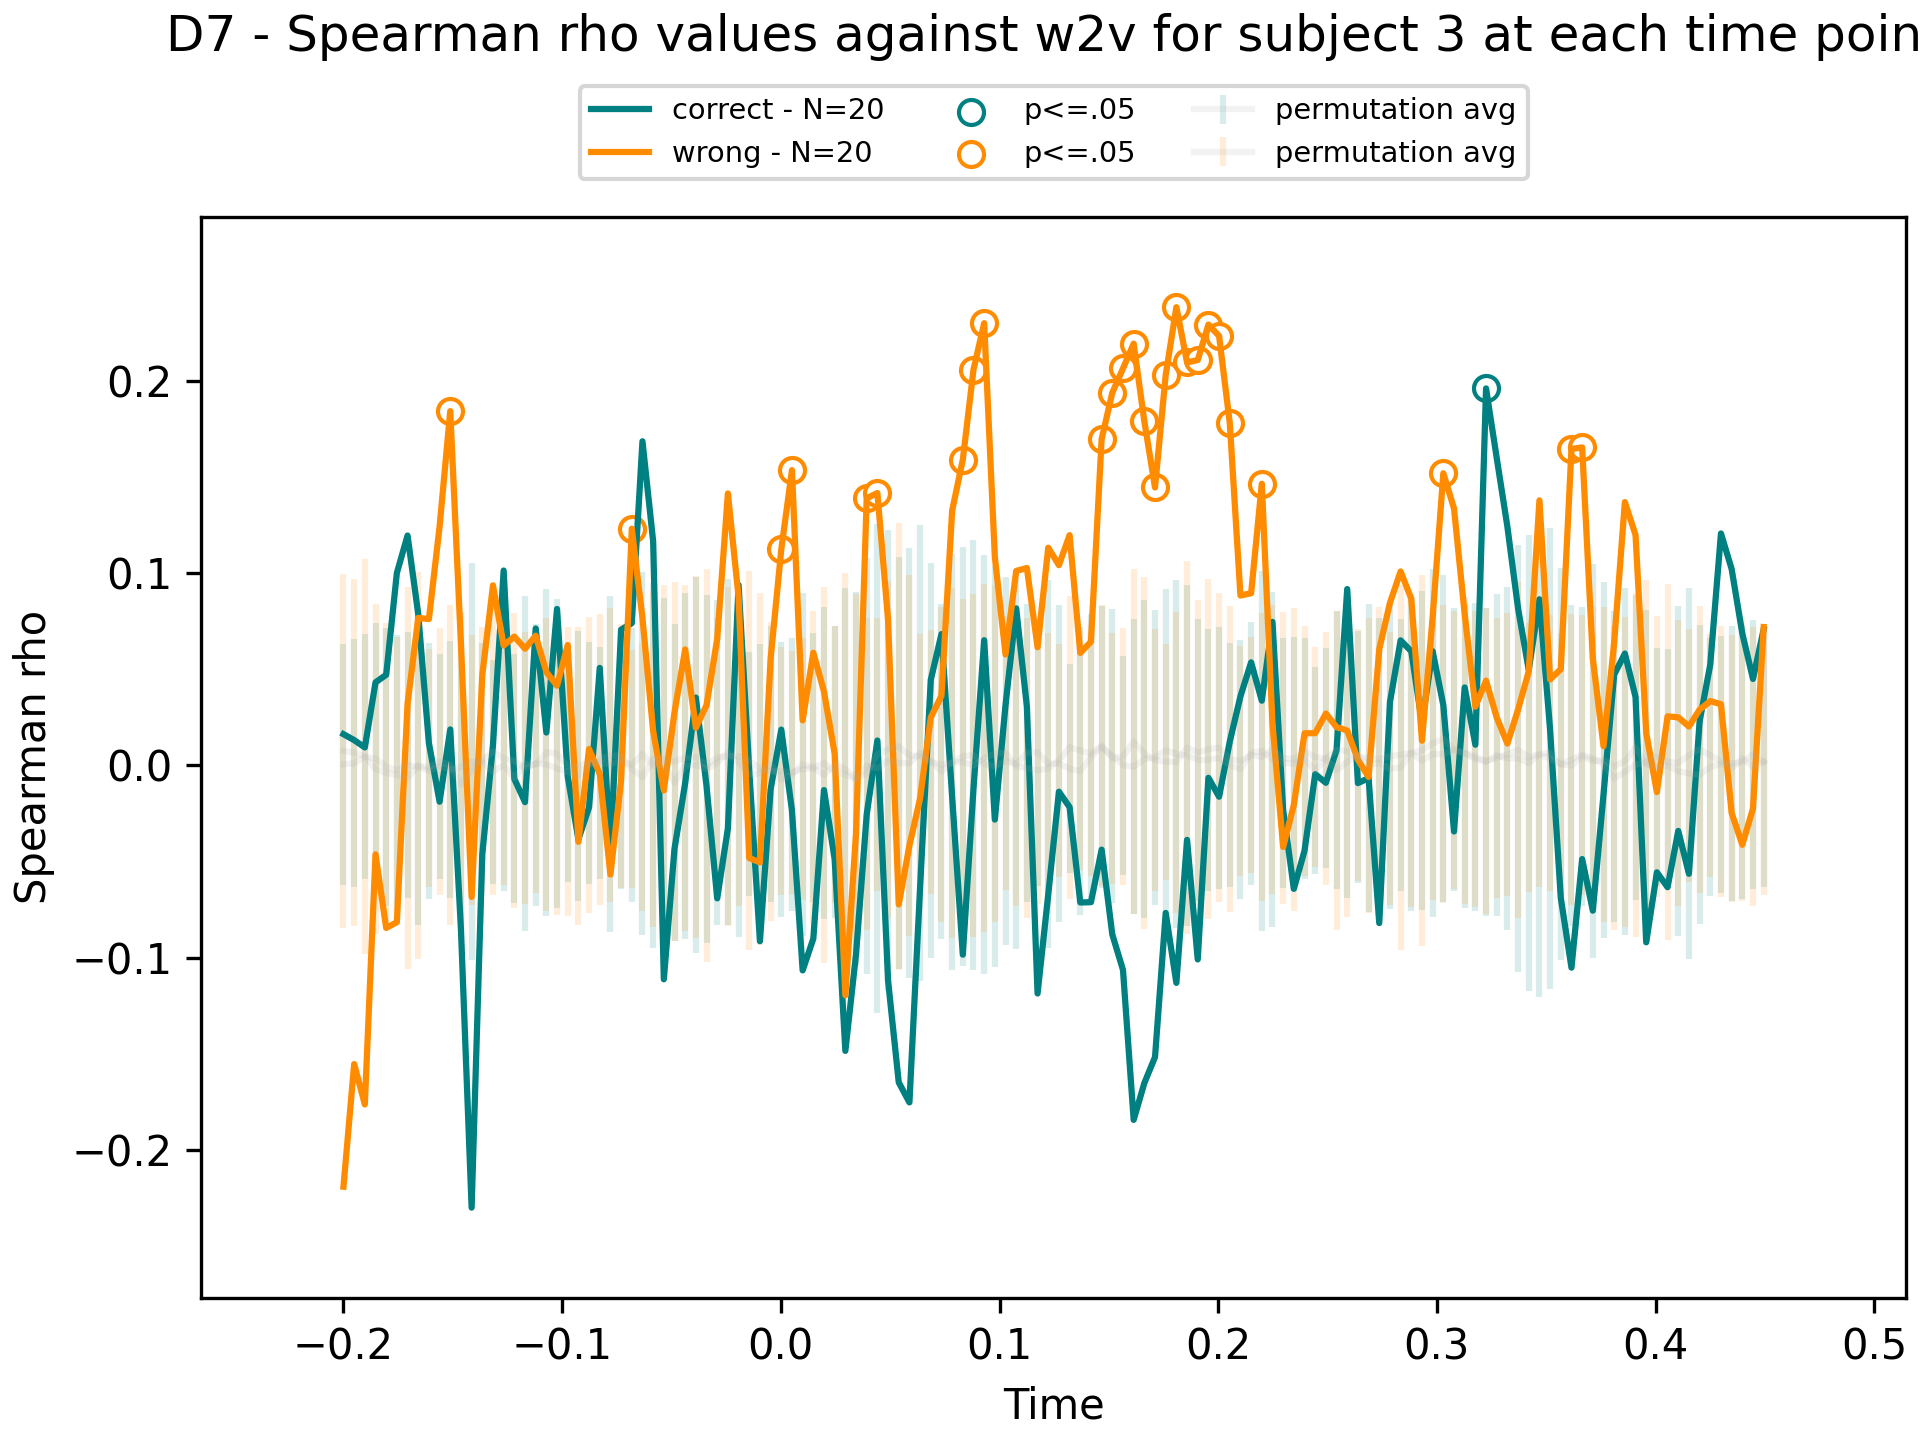 D7 - Spearman rho values against w2v for subject 3 at each time poin
correct - N=20
wrong - N=20
p<=.05
p<=.05
permutation avg
permutation avg
Spearman rho
0.2
0.1
0.0
−0.1
−0.2
−0.2 −0.1 0.0 0.1 0.2 0.3 0.4 0.5
Time